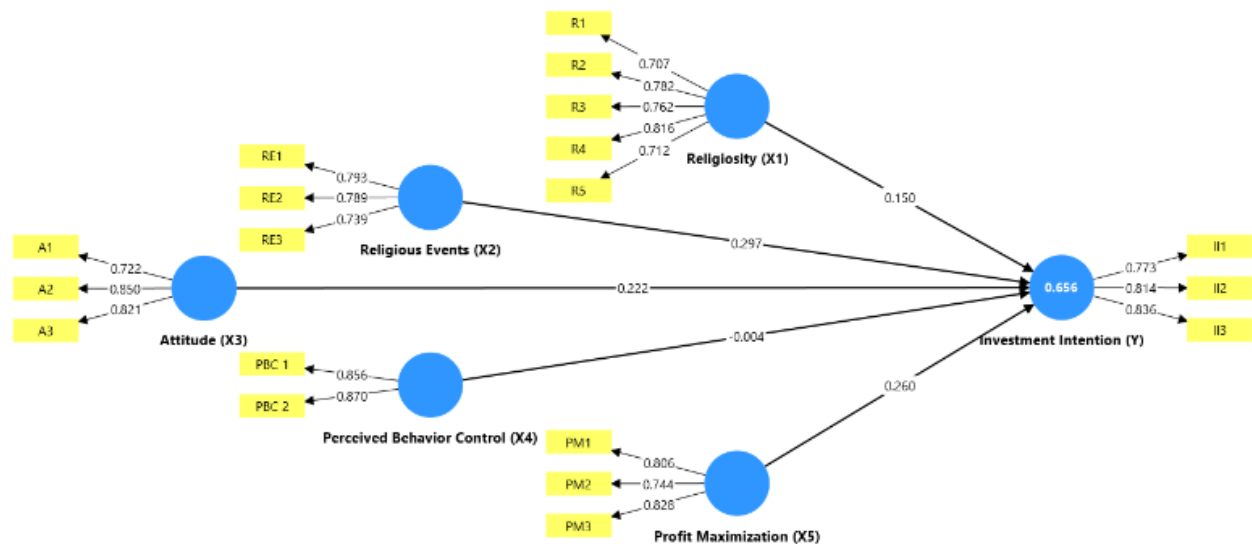 R1
0.707
R2
0.782
R3
0.762
R4
0.816
R5
0.712
Religiosity (X1)
0.150
RE1
0.793
RE2
0.789
RE3
0.739
Religious Events (X2)
0.297
A1
0.722
A2
0.850
A3
0.821
Attitude (X3)
0.222
PBC 1
0.856
PBC 2
0.870
Perceived Behavior Control (X4)
-0.004
PM1
0.806
PM2
0.744
PM3
0.828
Profit Maximization (X5)
0.260
0.656
Investment Intention (Y)
II1
0.773
II2
0.814
II3
0.836